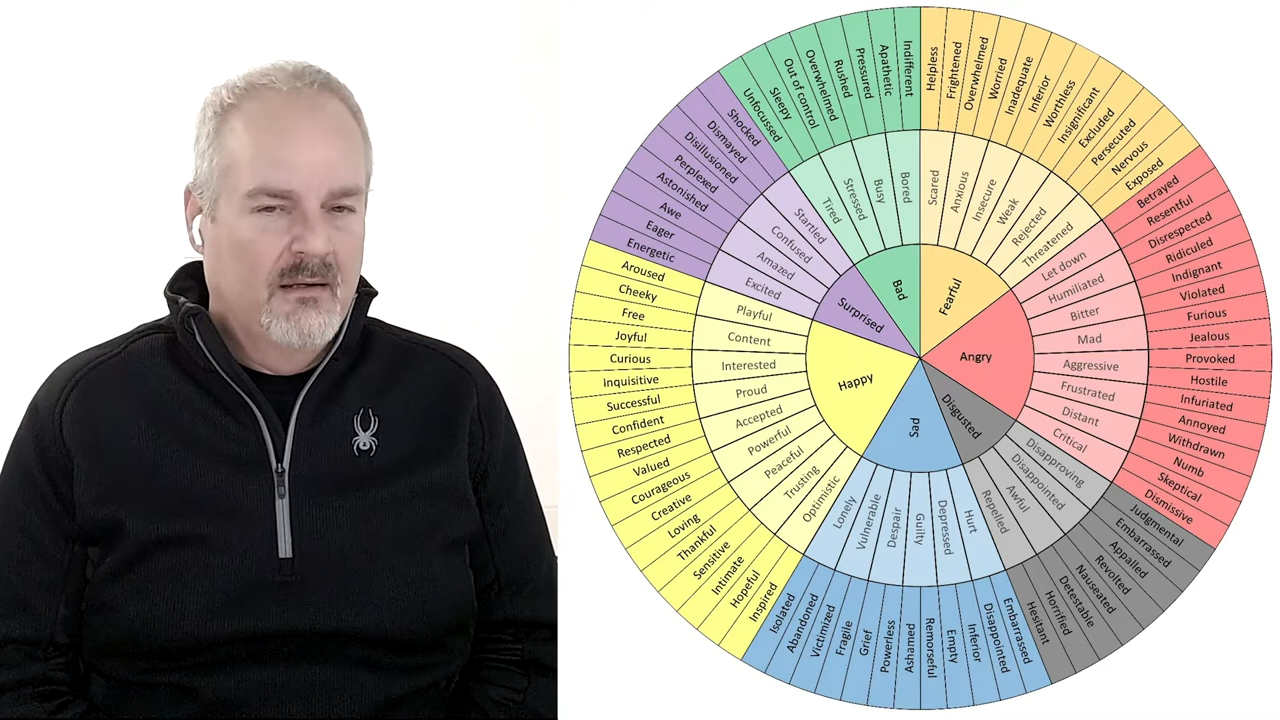 Bad
Fearful
Angry
Disgusted
Sad
Happy
Surprised
Tired
Stressed
Busy
Bored
Scared
Anxious
Insecure
Weak
Rejected
Threatened
Let down
Humiliated
Bitter
Mad
Aggressive
Frustrated
Distant
Critical
Disapproving
Disappointed
Awful
Repelled
Hurt
Depressed
Guilty
Despair
Vulnerable
Lonely
Optimistic
Trusting
Peaceful
Powerful
Accepted
Proud
Interested
Content
Playful
Excited
Amazed
Confused
Startled
Unfocussed
Sleepy
Out of control
Overwhelmed
Rushed
Pressured
Apathetic
Indifferent
Helpless
Frightened
Overwhelmed
Worried
Inadequate
Inferior
Worthless
Insignificant
Excluded
Persecuted
Nervous
Exposed
Betrayed
Resentful
Disrespected
Ridiculed
Indignant
Violated
Furious
Jealous
Provoked
Hostile
Infuriated
Annoyed
Withdrawn
Numb
Skeptical
Dismissive
Judgmental
Embarrassed
Appalled
Revolted
Nauseated
Detestable
Horrified
Hesitant
Embarrassed
Disappointed
Inferior
Empty
Remorseful
Ashamed
Powerless
Grief
Fragile
Victimized
Abandoned
Isolated
Inspired
Hopeful
Intimate
Sensitive
Thankful
Loving
Creative
Courageous
Valued
Respected
Confident
Successful
Inquisitive
Curious
Joyful
Free
Cheeky
Aroused
Energetic
Eager
Awe
Astonished
Perplexed
Disillusioned
Dismayed
Shocked